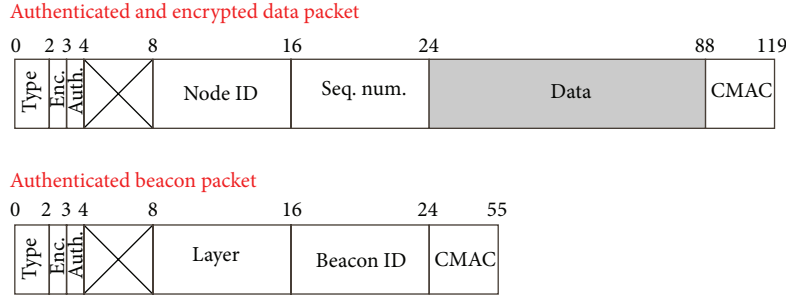 Authenticated and encrypted data packet
0 2 3 4 8 16 24 88 119
Type Enc. Auth. Node ID Seq. num. Data CMAC
Authenticated beacon packet
0 2 3 4 8 16 24 55
Type Enc. Auth. Layer Beacon ID CMAC